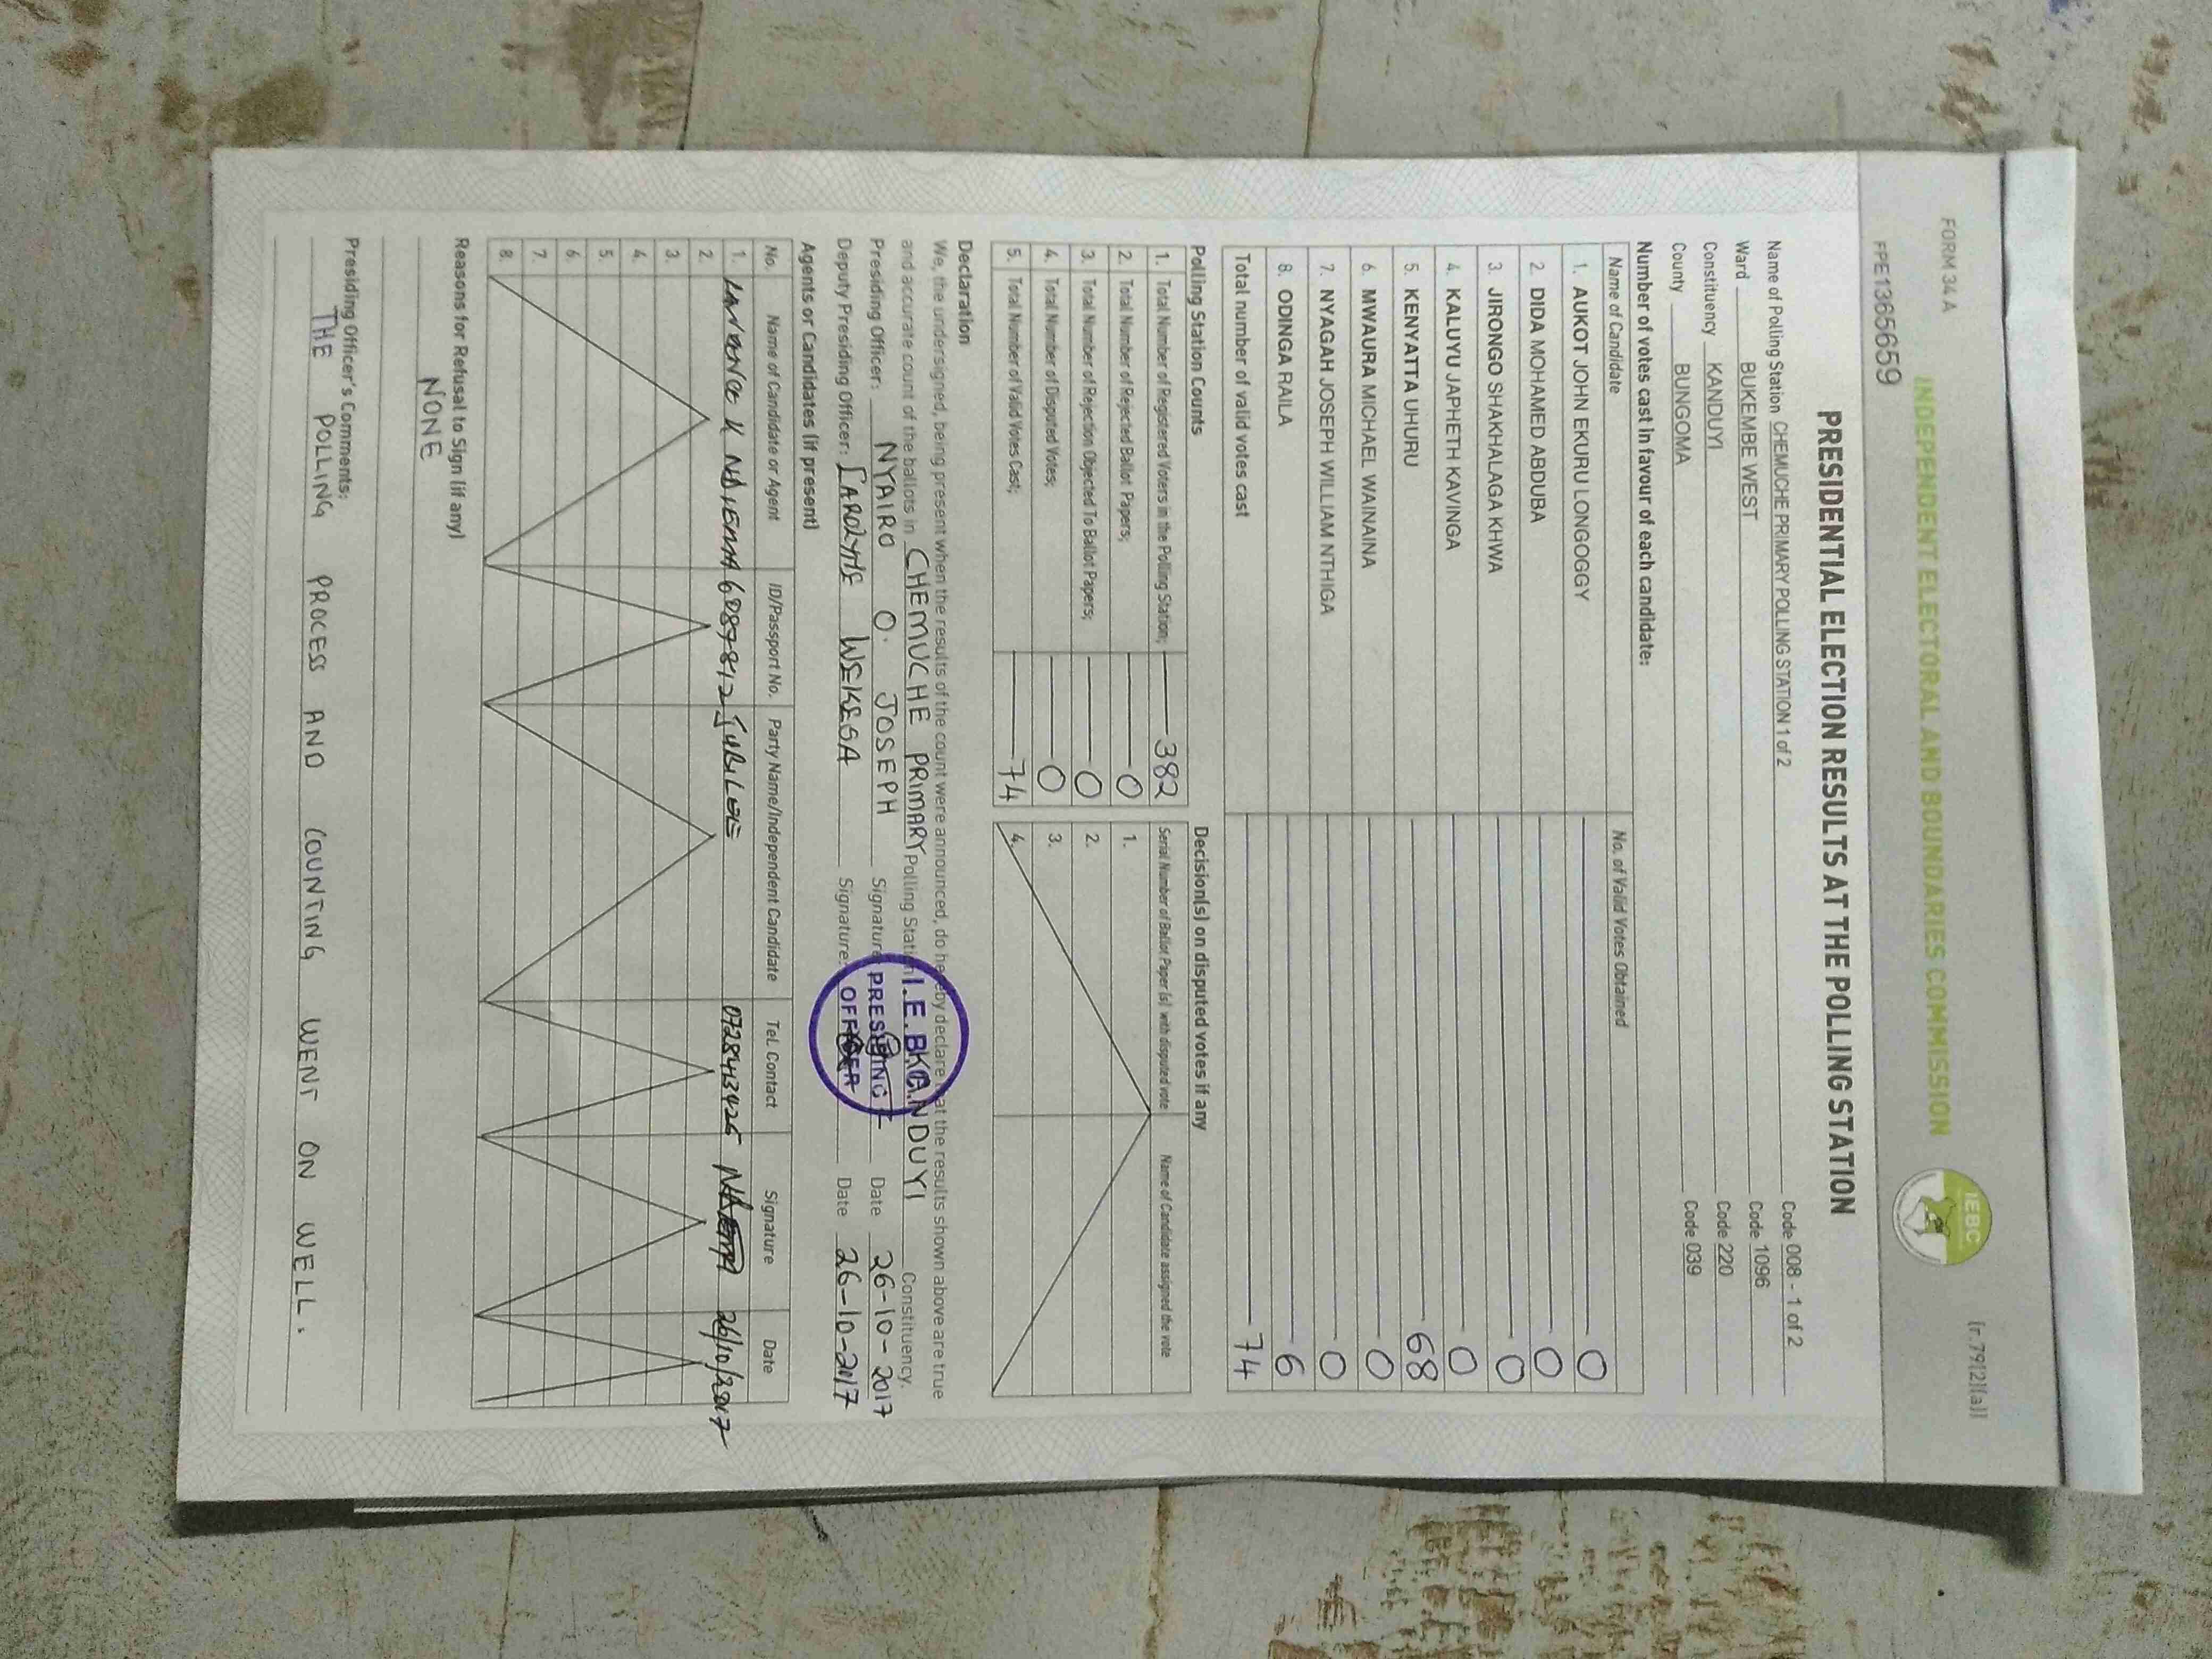 FORM 34 A
(r.79(2)(a))
INDEPENDENT ELECTORAL AND BOUNDARIES COMMISSION
IEBC
FPE1365659
PRESIDENTIAL ELECTION RESULTS AT THE POLLING STATION
Name of Polling Station CHEMUCHE PRIMARY POLLING STATION 1 of 2 Code 008 - 1 of 2
Ward BUKEMBE WEST Code 1096
Constituency KANDUYI Code 220
County BUNGOMA Code 039
Number of votes cast in favour of each candidate:
Name of Candidate No. of Valid Votes Obtained
1. AUKOT JOHN EKURU LONGOGGY 0
2. DIDA MOHAMED ABDUBA 0
3. JIRONGO SHAKHALAGA KHWA 0
4. KALUYU JAPHETH KAVINGA 0
5. KENYATTA UHURU 68
6. MWAURA MICHAEL WAINAINA 0
7. NYAGAH JOSEPH WILLIAM NTHIGA 0
8. ODINGA RAILA 6
Total number of valid votes cast 74
Polling Station Counts
1. Total Number of Registered Voters in the Polling Station; 382
2. Total Number of Rejected Ballot Papers; 0
3. Total Number of Rejection Objected To Ballot Papers; 0
4. Total Number of Disputed Votes; 0
5. Total Number of Valid Votes Cast; 74
Decision(s) on disputed votes if any
Serial Number of Ballot Paper (s) with disputed vote Name of Candidate assigned the vote
1.
2.
3.
4.
Declaration
We, the undersigned, being present when the results of the count were announced, do hereby declare that the results shown above are true
and accurate count of the ballots in CHEMUCHE PRIMARY Polling Station KANDUYI Constituency.
Presiding Officer: NYAIRO O. JOSEPH Signature: Date 26-10-2017
Deputy Presiding Officer: CAROLYNE WEKESA Signature: Date 26-10-2017
I.E.B.C.
PRESIDING
OFFICER
Agents or Candidates (if present)
No. Name of Candidate or Agent ID/Passport No. Party Name/Independent Candidate Tel. Contact Signature Date
1. K 6087842 JUBILEE 0728413425 26/10/2017
2.
3.
4.
5.
6.
7.
8.
Reasons for Refusal to Sign (if any)
NONE
Presiding Officer's Comments:
THE POLLING PROCESS AND COUNTING WENT ON WELL.